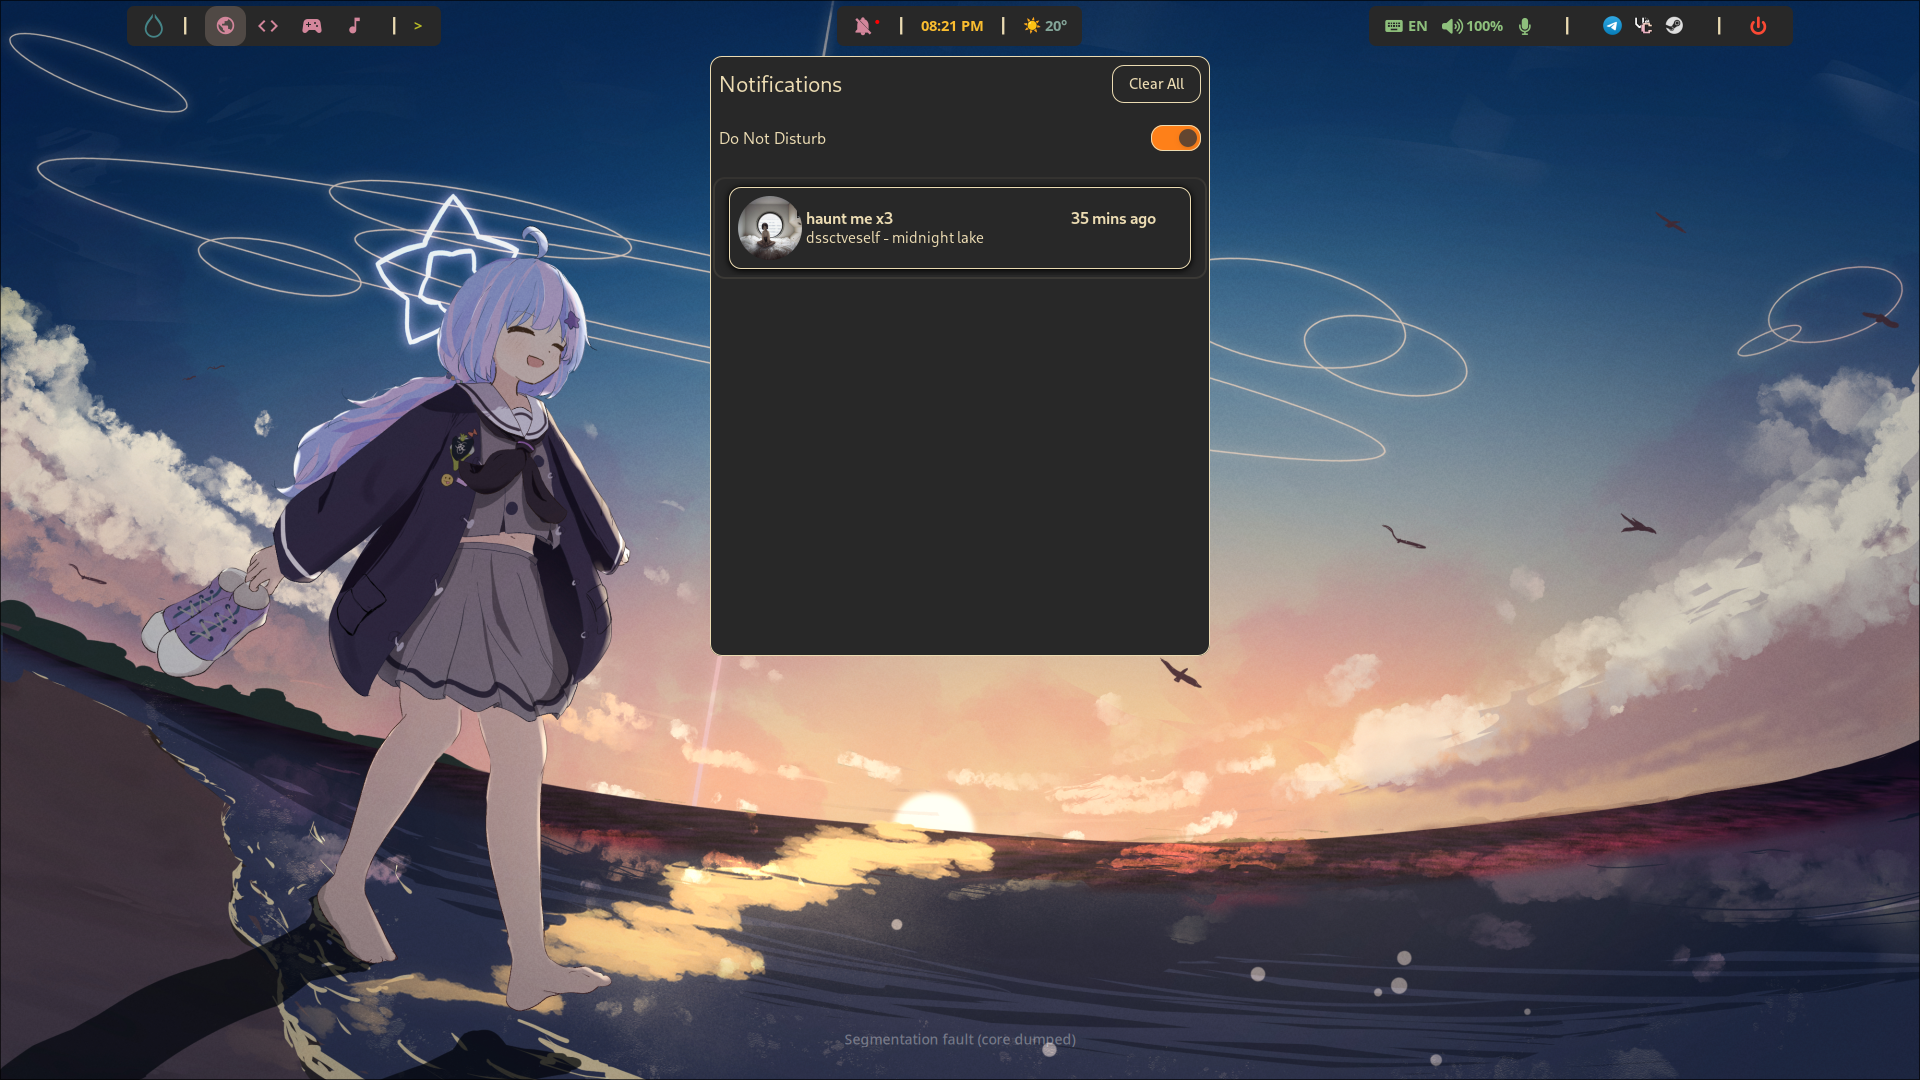 >
08:21 PM
20°
EN
100%
Notifications
Clear All
Do Not Disturb
haunt me x3
35 mins ago
dssctveself - midnight lake
Segmentation fault (core dumped)